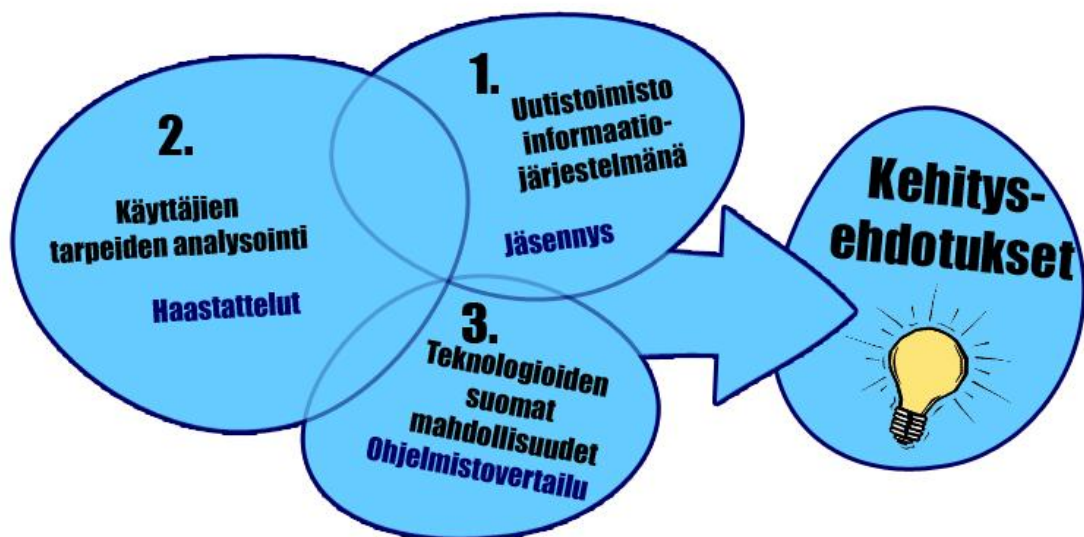 1.
Uutistoimisto
informaatio-
järjestelmänä
Jäsennys
2.
Käyttäjien
tarpeiden analysointi
Haastattelut
3.
Teknologioiden
suomat
mahdollisuudet
Ohjelmistovertailu
Kehitys-
ehdotukset